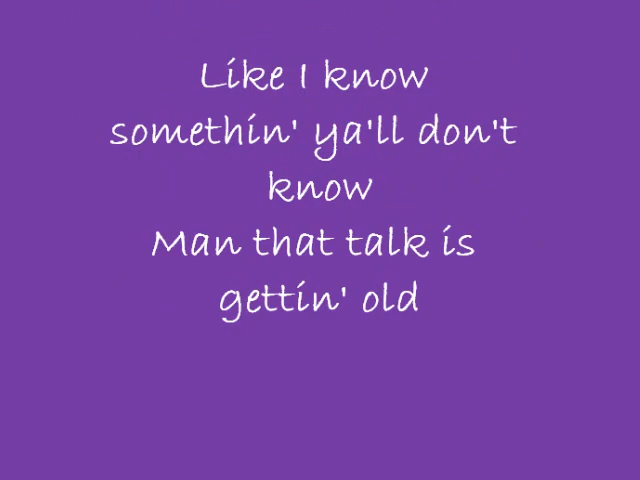 Like I know
somethin' ya'll don't
know
Man that talk is
gettin' old